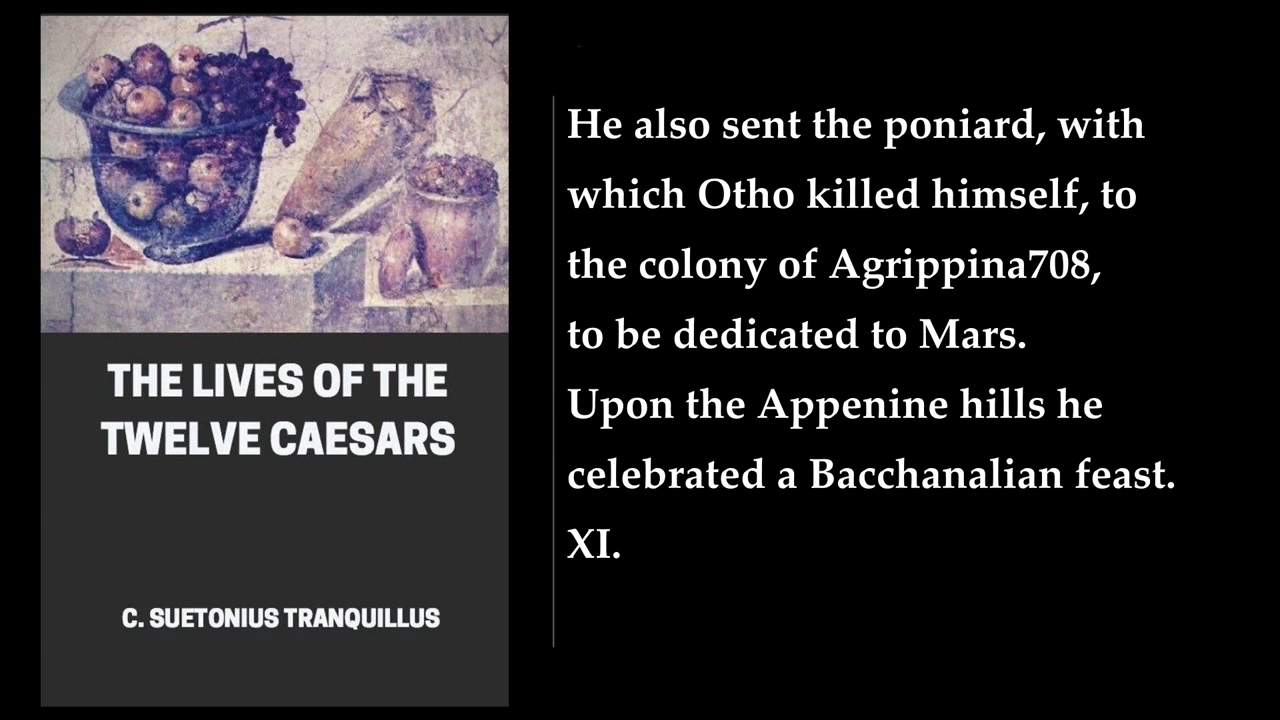 THE LIVES OF THE
TWELVE CAESARS
C. SUETONIUS TRANQUILLUS
He also sent the poniard, with
which Otho killed himself, to
the colony of Agrippina708,
to be dedicated to Mars.
Upon the Appenine hills he
celebrated a Bacchanalian feast.
XI.